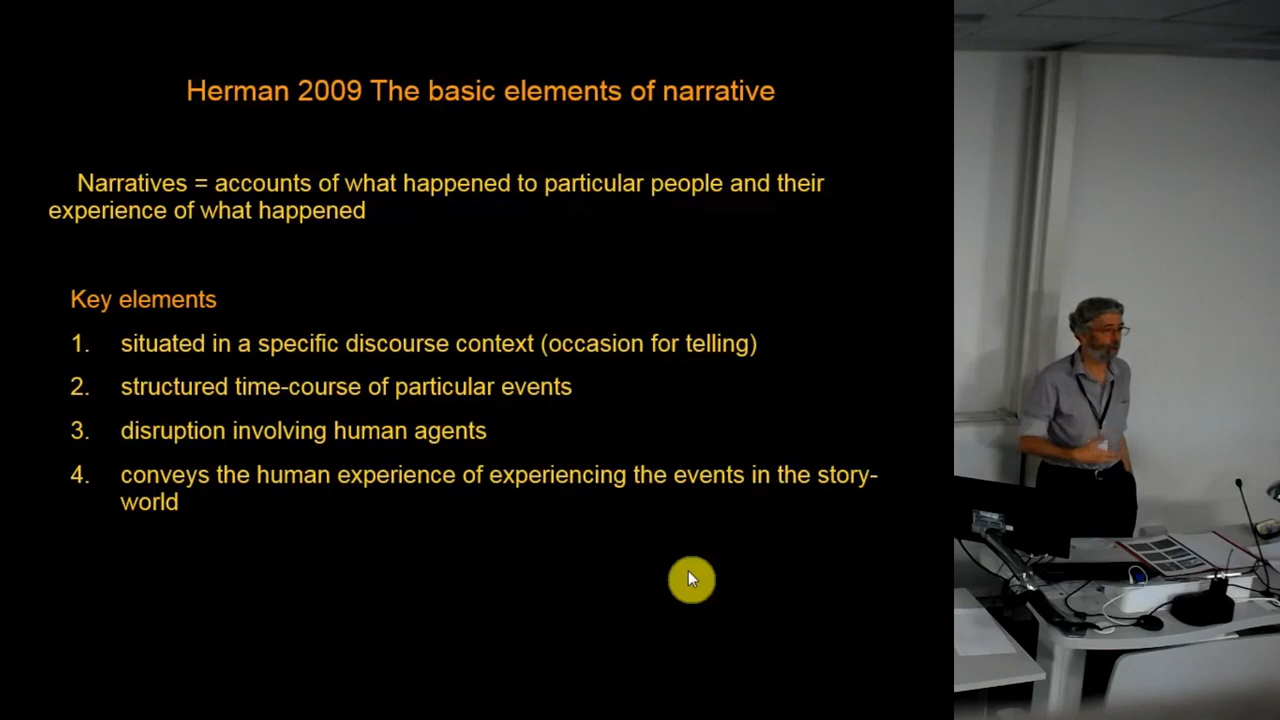 Herman 2009 The basic elements of narrative
Narratives = accounts of what happened to particular people and their
experience of what happened
Key elements
1. situated in a specific discourse context (occasion for telling)
2. structured time-course of particular events
3. disruption involving human agents
4. conveys the human experience of experiencing the events in the story-
world